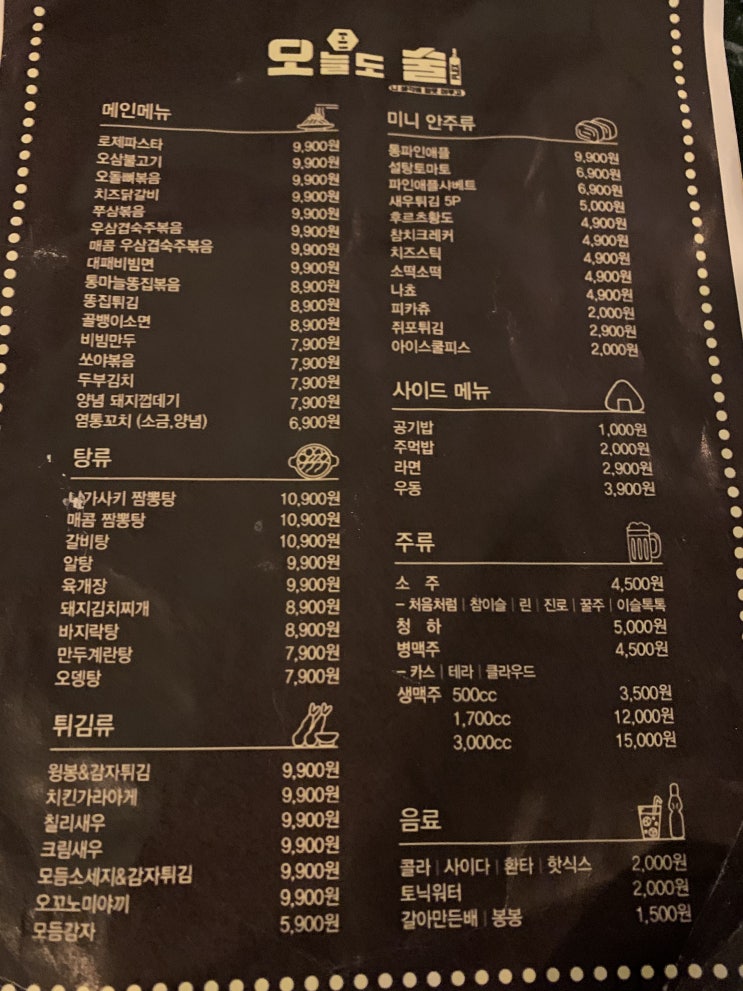 오늘도 술
메인메뉴
로제파스타 9,900원
오삼불고기 9,900원
오돌뼈볶음 9,900원
치즈닭갈비 9,900원
쭈삼볶음 9,900원
우삼겹숙주볶음 9,900원
매콤 우삼겹숙주볶음 9,900원
대패비빔면 9,900원
통마늘똥집볶음 8,900원
똥집튀김 8,900원
골뱅이소면 8,900원
비빔만두 7,900원
쏘야볶음 7,900원
두부김치 7,900원
양념 돼지껍데기 7,900원
염통꼬치 (소금,양념) 6,900원
탕류
나가사키 짬뽕탕 10,900원
매콤 짬뽕탕 10,900원
갈비탕 10,900원
알탕 9,900원
육개장 9,900원
돼지김치찌개 8,900원
바지락탕 8,900원
만두계란탕 7,900원
오뎅탕 7,900원
튀김류
윙봉&감자튀김 9,900원
치킨가라아게 9,900원
칠리새우 9,900원
크림새우 9,900원
모듬소세지&감자튀김 9,900원
오꼬노미야끼 9,900원
모듬감자 5,900원
미니 안주류
통파인애플 9,900원
설탕토마토 6,900원
파인애플샤베트 6,900원
새우튀김 5P 5,000원
후르츠황도 4,900원
참치크레커 4,900원
치즈스틱 4,900원
소떡소떡 4,900원
나쵸 4,900원
피카츄 2,000원
쥐포튀김 2,900원
아이스쿨피스 2,000원
사이드 메뉴
공기밥 1,000원
주먹밥 2,000원
라면 2,900원
우동 3,900원
주류
소 주 4,500원
– 처음처럼 | 참이슬 | 린 | 진로 | 꿀주 | 이슬톡톡
청 하 5,000원
병맥주 4,500원
– 카스 | 테라 | 클라우드
생맥주 500cc 3,500원
1,700cc 12,000원
3,000cc 15,000원
음료
콜라 | 사이다 | 환타 | 핫식스 2,000원
토닉워터 2,000원
갈아만든배 | 봉봉 1,500원